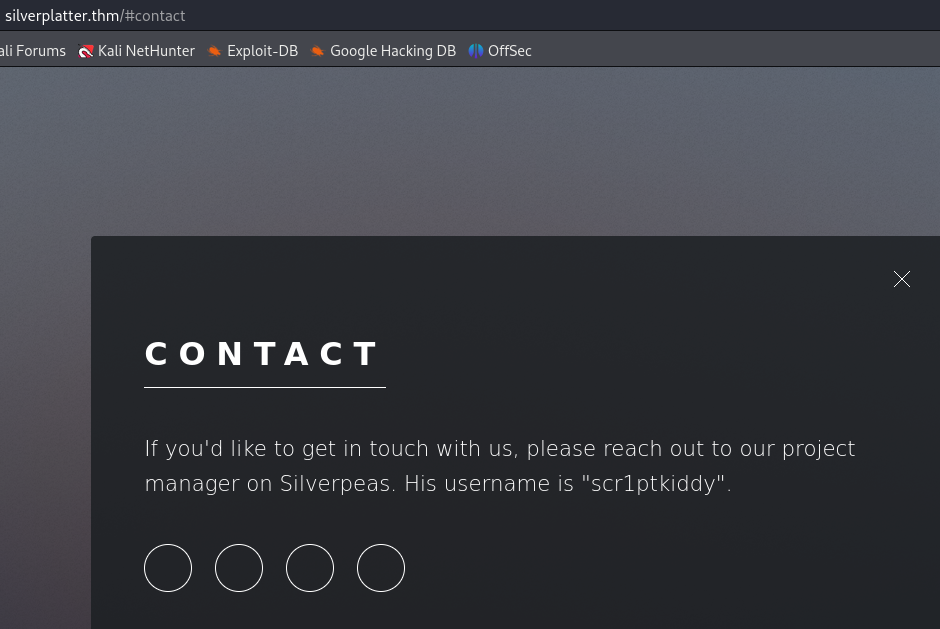 silverplatter.thm/#contact
ali Forums Kali NetHunter Exploit-DB Google Hacking DB OffSec
CONTACT
If you'd like to get in touch with us, please reach out to our project
manager on Silverpeas. His username is "scr1ptkiddy".